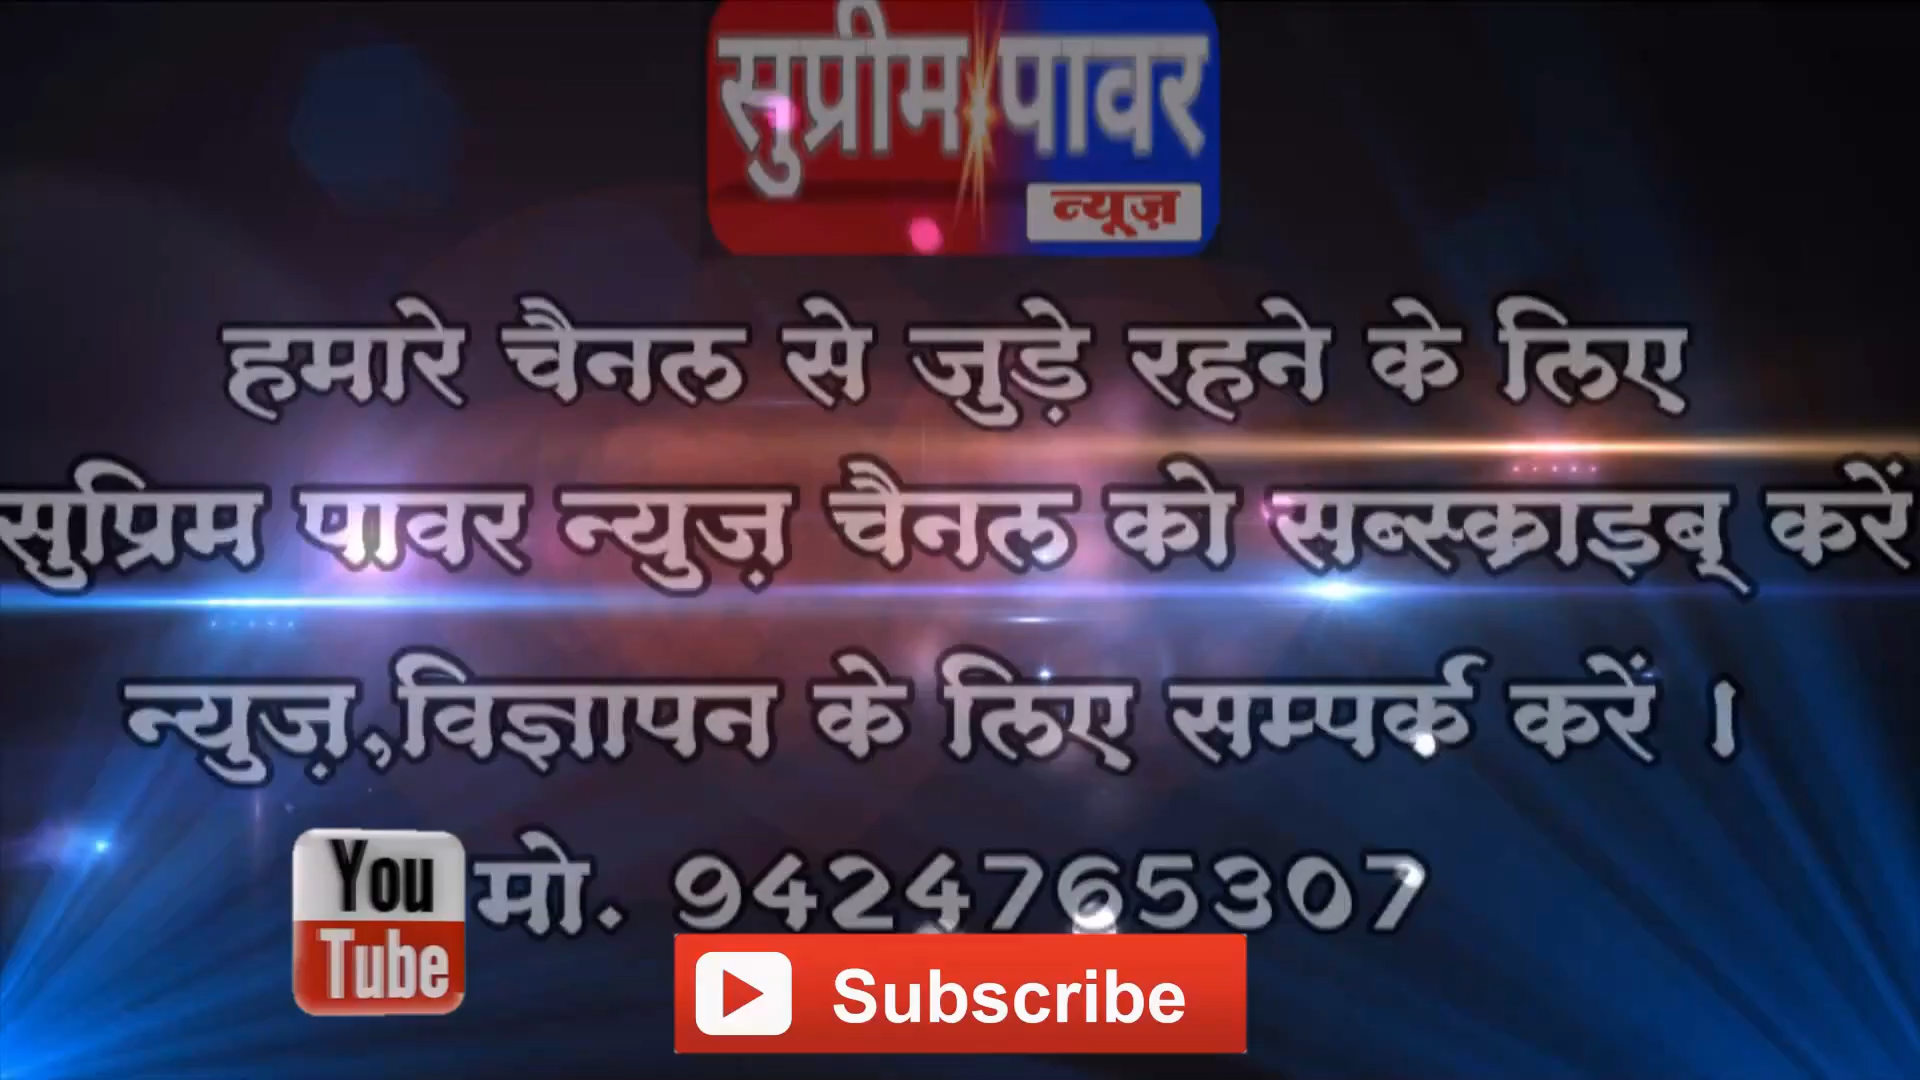 सुप्रीम पावर
न्यूज़
हमारे चैनल से जुड़े रहने के लिए
सुप्रिम पावर न्युज़ चैनल को सब्स्क्राइब् करें
न्युज़,विज्ञापन के लिए सम्पर्क करें ।
You
Tube
मो. 9424765307
Subscribe